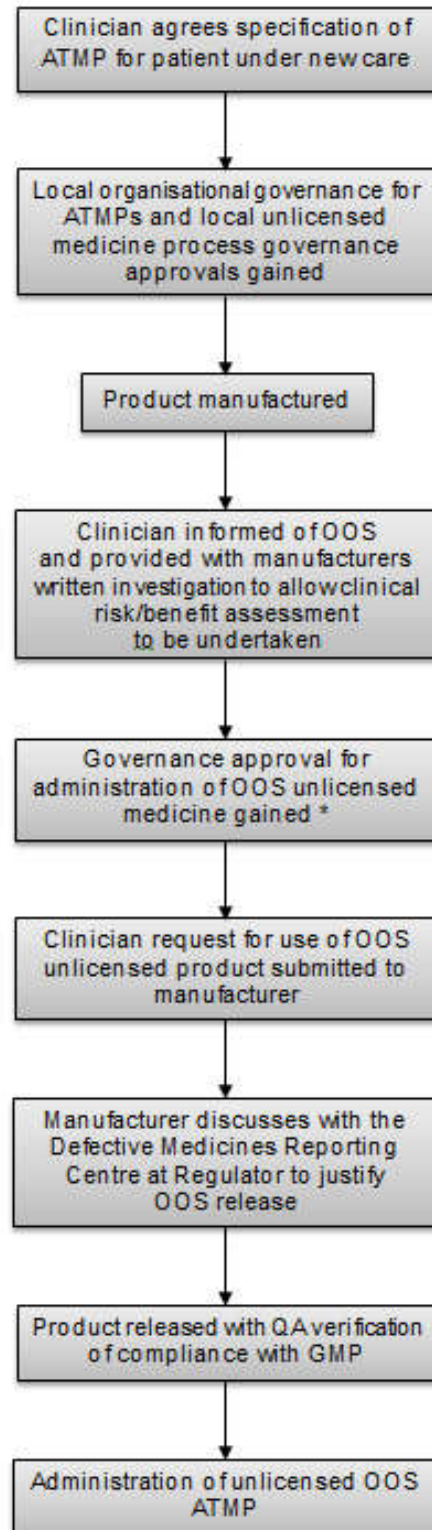 Clinician agrees specification of
ATMP for patient under new care
Local organisational governance for
ATMPs and local unlicensed
medicine process governance
approvals gained
Product manufactured
Clinician informed of OOS
and provided with manufacturers
written investigation to allow clinical
risk/benefit assessment
to be undertaken
Governance approval for
administration of OOS unlicensed
medicine gained *
Clinician request for use of OOS
unlicensed product submitted to
manufacturer
Manufacturer discusses with the
Defective Medicines Reporting
Centre at Regulator to justify
OOS release
Product released with QA verification
of compliance with GMP
Administration of unlicensed OOS
ATMP